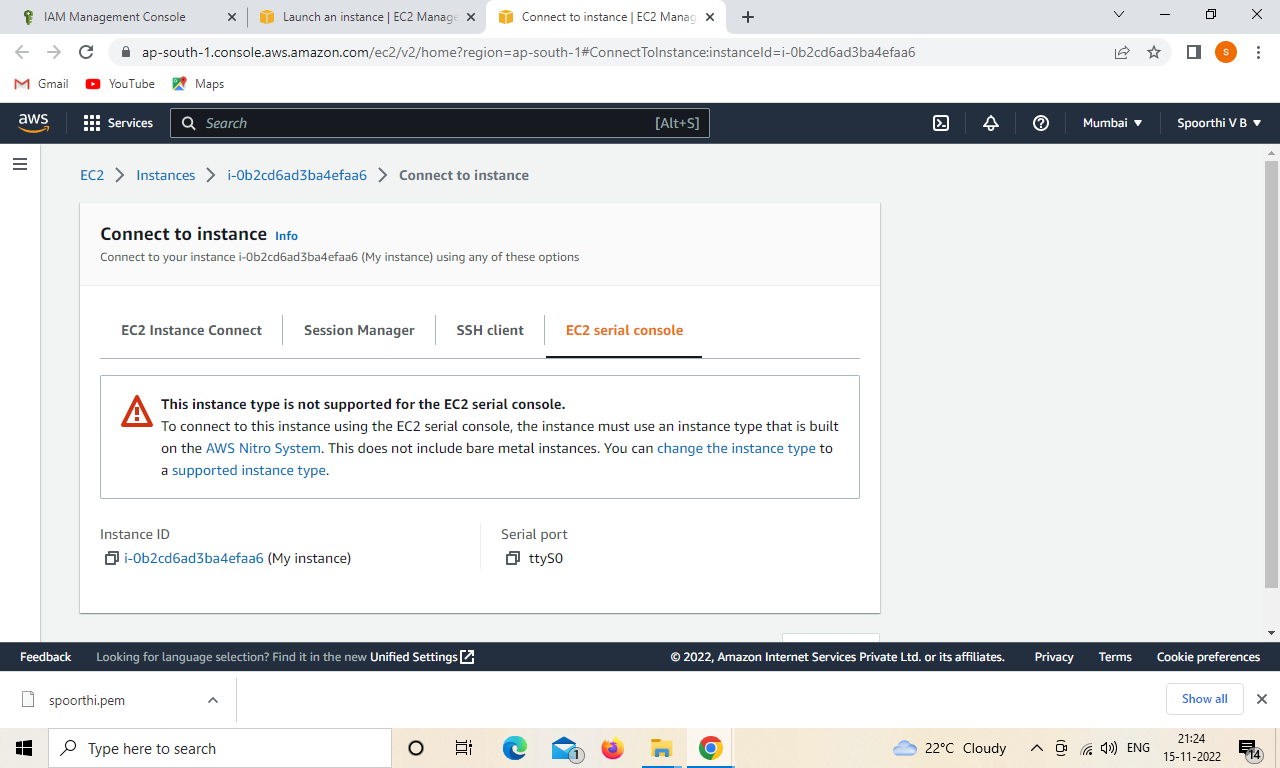 IAM Management Console
Launch an instance | EC2 Manage
Connect to instance | EC2 Manag
ap-south-1.console.aws.amazon.com/ec2/v2/home?region=ap-south-1#ConnectToInstance:instanceId=i-0b2cd6ad3ba4efaa6
s
Gmail
YouTube
Maps
aws
Services
Search
[Alt+S]
Mumbai
Spoorthi V B
EC2
Instances
i-0b2cd6ad3ba4efaa6
Connect to instance
Connect to instance Info
Connect to your instance i-0b2cd6ad3ba4efaa6 (My instance) using any of these options
EC2 Instance Connect
Session Manager
SSH client
EC2 serial console
This instance type is not supported for the EC2 serial console.
To connect to this instance using the EC2 serial console, the instance must use an instance type that is built
on the AWS Nitro System. This does not include bare metal instances. You can change the instance type to
a supported instance type.
Instance ID
i-0b2cd6ad3ba4efaa6 (My instance)
Serial port
ttyS0
Feedback
Looking for language selection? Find it in the new Unified Settings
© 2022, Amazon Internet Services Private Ltd. or its affiliates.
Privacy
Terms
Cookie preferences
spoorthi.pem
Show all
Type here to search
1
22°C Cloudy
ENG
21:24
15-11-2022
14